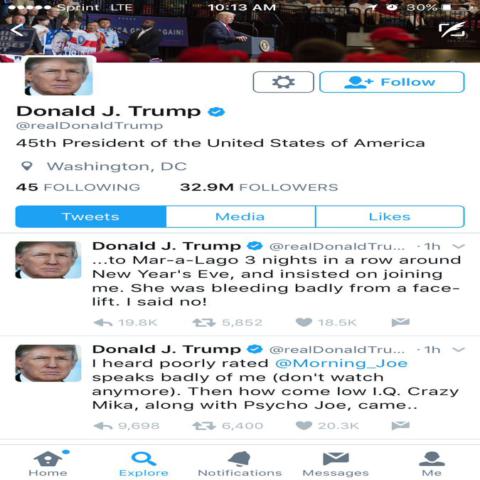 Sprint LTE 10:13 AM 30%
AGAIN!
Donald J. Trump
@realDonaldTrump
45th President of the United States of America
Washington, DC
45 FOLLOWING 32.9M FOLLOWERS
Follow
Tweets Media Likes
Donald J. Trump @realDonaldTru... · 1h
...to Mar-a-Lago 3 nights in a row around
New Year's Eve, and insisted on joining
me. She was bleeding badly from a face-
lift. I said no!
19.8K 5,852 18.5K
Donald J. Trump @realDonaldTru... · 1h
I heard poorly rated @Morning_Joe
speaks badly of me (don't watch
anymore). Then how come low I.Q. Crazy
Mika, along with Psycho Joe, came..
9,698 6,400 20.3K
Home Explore Notifications Messages Me